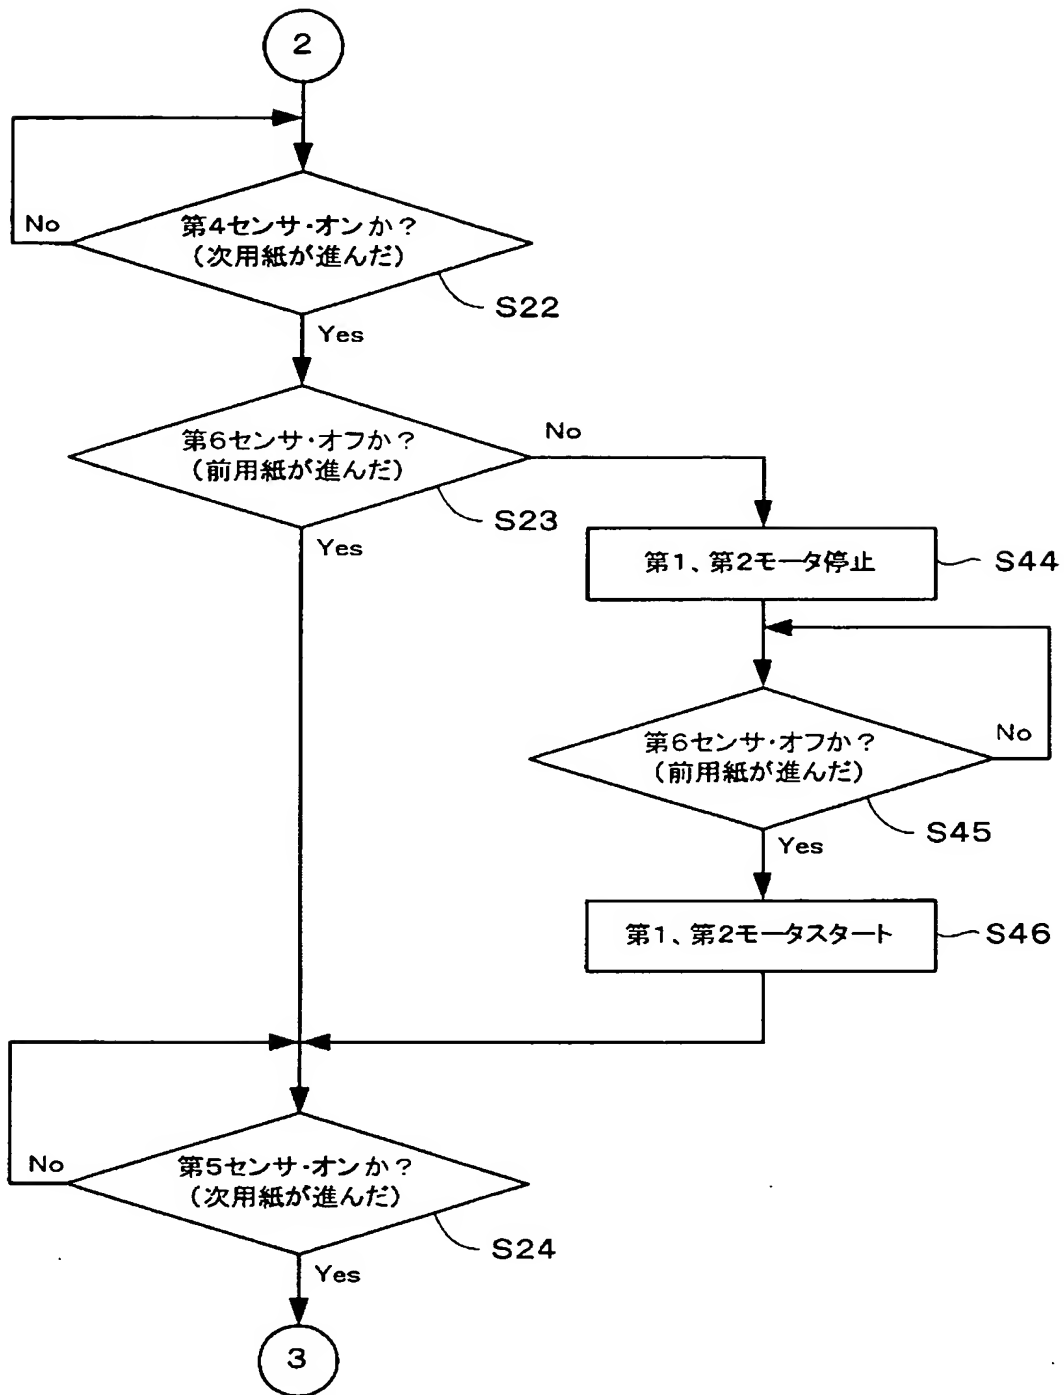 2
No
第4センサ・オンか?
(次用紙が進んだ)
S22
Yes
第6センサ・オフか?
(前用紙が進んだ)
No
S23
Yes
第1、第2モータ停止
S44
第6センサ・オフか?
(前用紙が進んだ)
No
S45
Yes
第1、第2モータスタート
S46
No
第5センサ・オンか?
(次用紙が進んだ)
S24
Yes
3